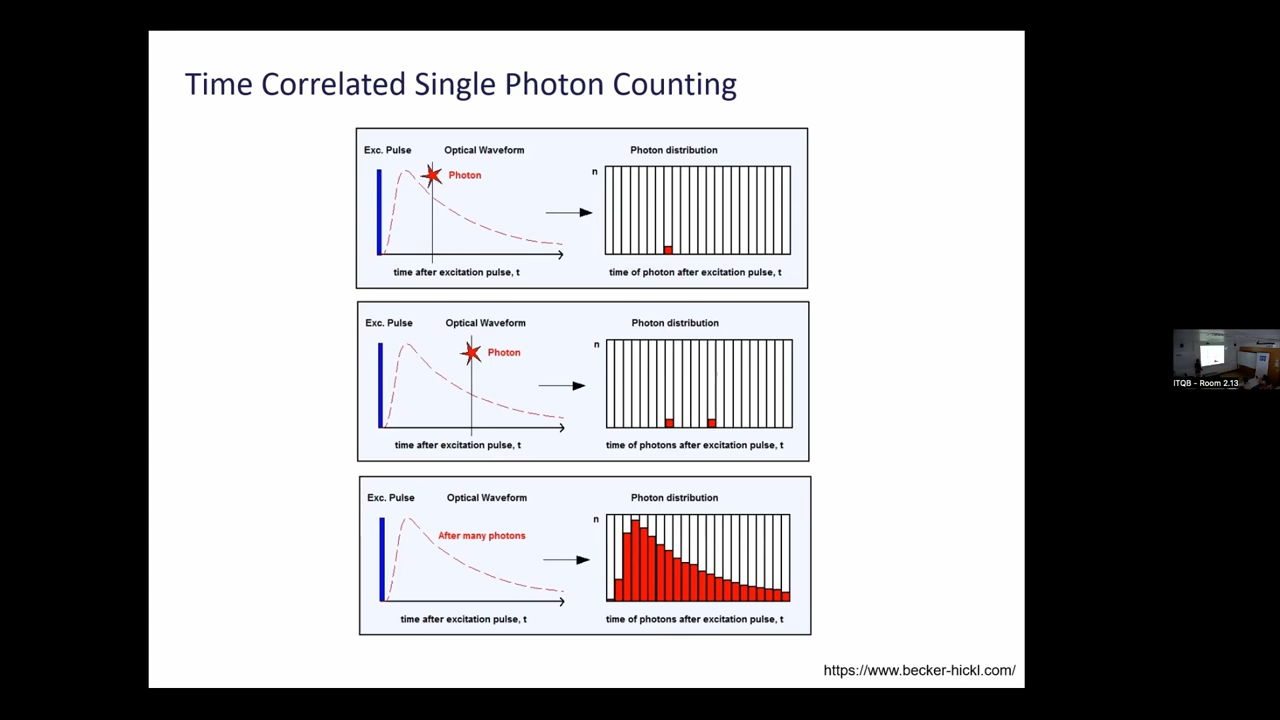 Time Correlated Single Photon Counting
Exc. Pulse Optical Waveform Photon distribution
Photon
n
time after excitation pulse, t time of photon after excitation pulse, t
Exc. Pulse Optical Waveform Photon distribution
Photon
n
time after excitation pulse, t time of photons after excitation pulse, t
Exc. Pulse Optical Waveform Photon distribution
After many photons
n
time after excitation pulse, t time of photons after excitation pulse, t
https://www.becker-hickl.com/
ITQB - Room 2.13